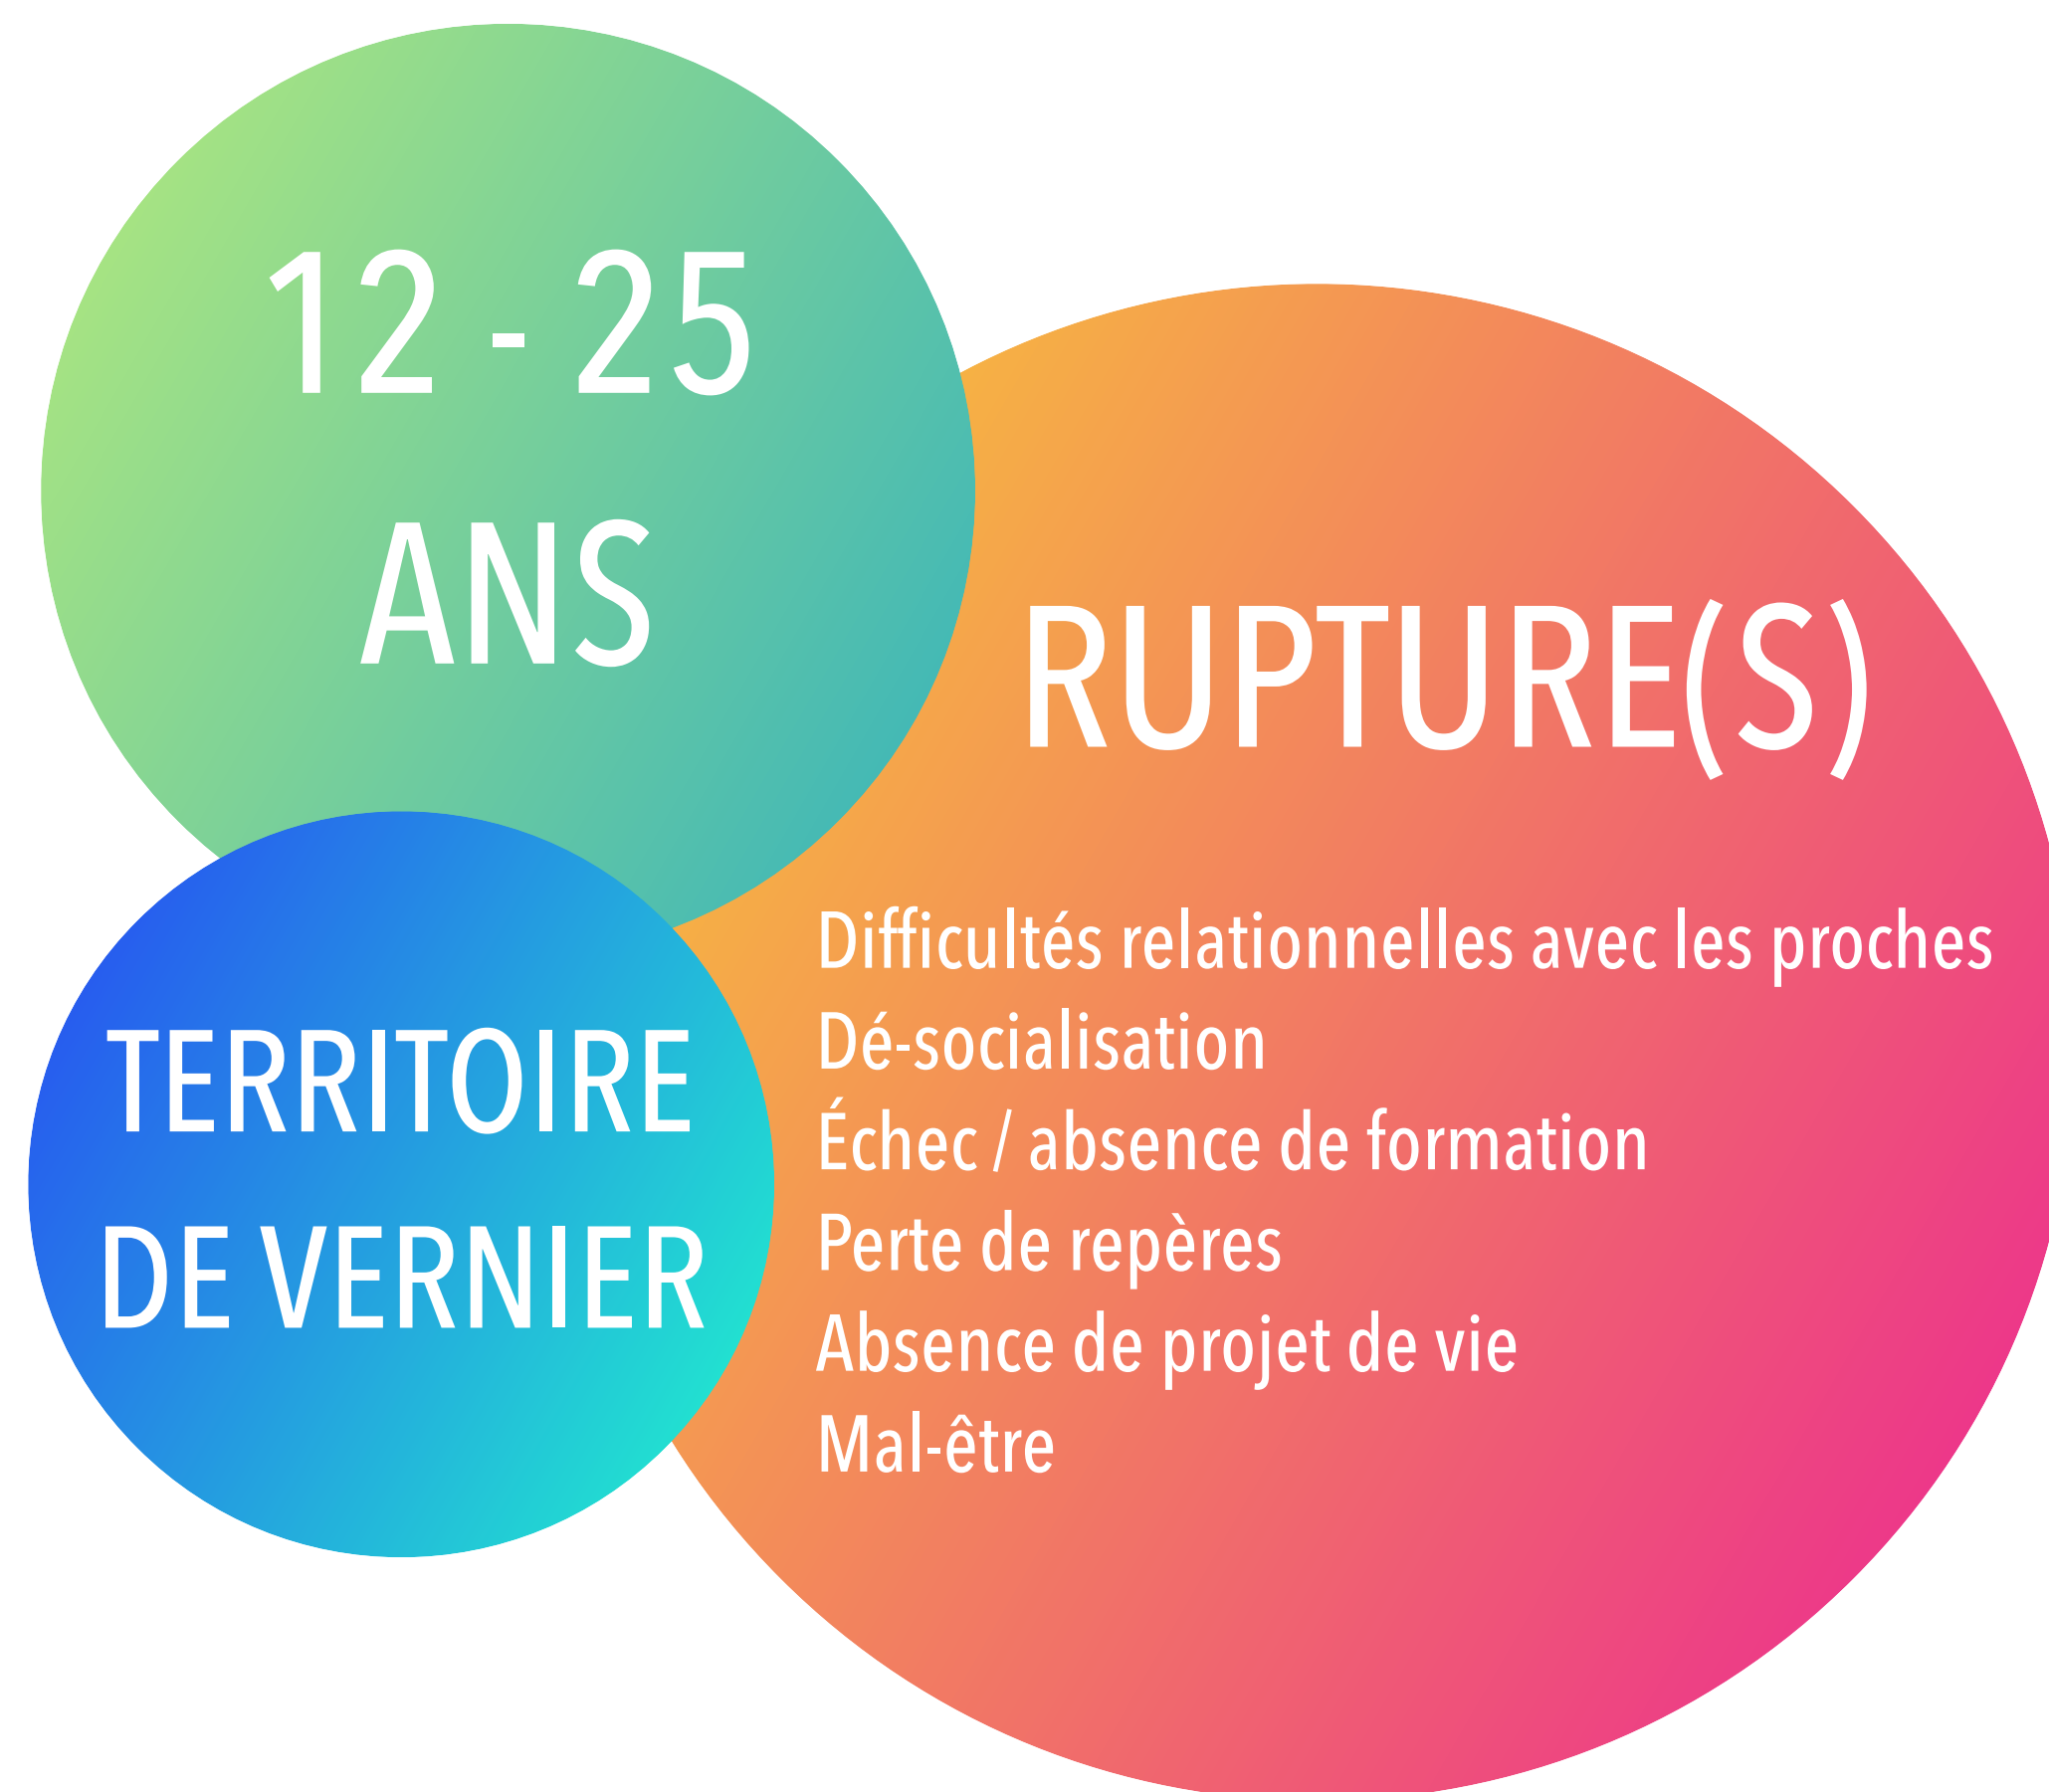 12 - 25
ANS
RUPTURE(S)
Difficultés relationnelles avec les proches
Dé-socialisation
Échec / absence de formation
Perte de repères
Absence de projet de vie
Mal-être
TERRITOIRE
DE VERNIER